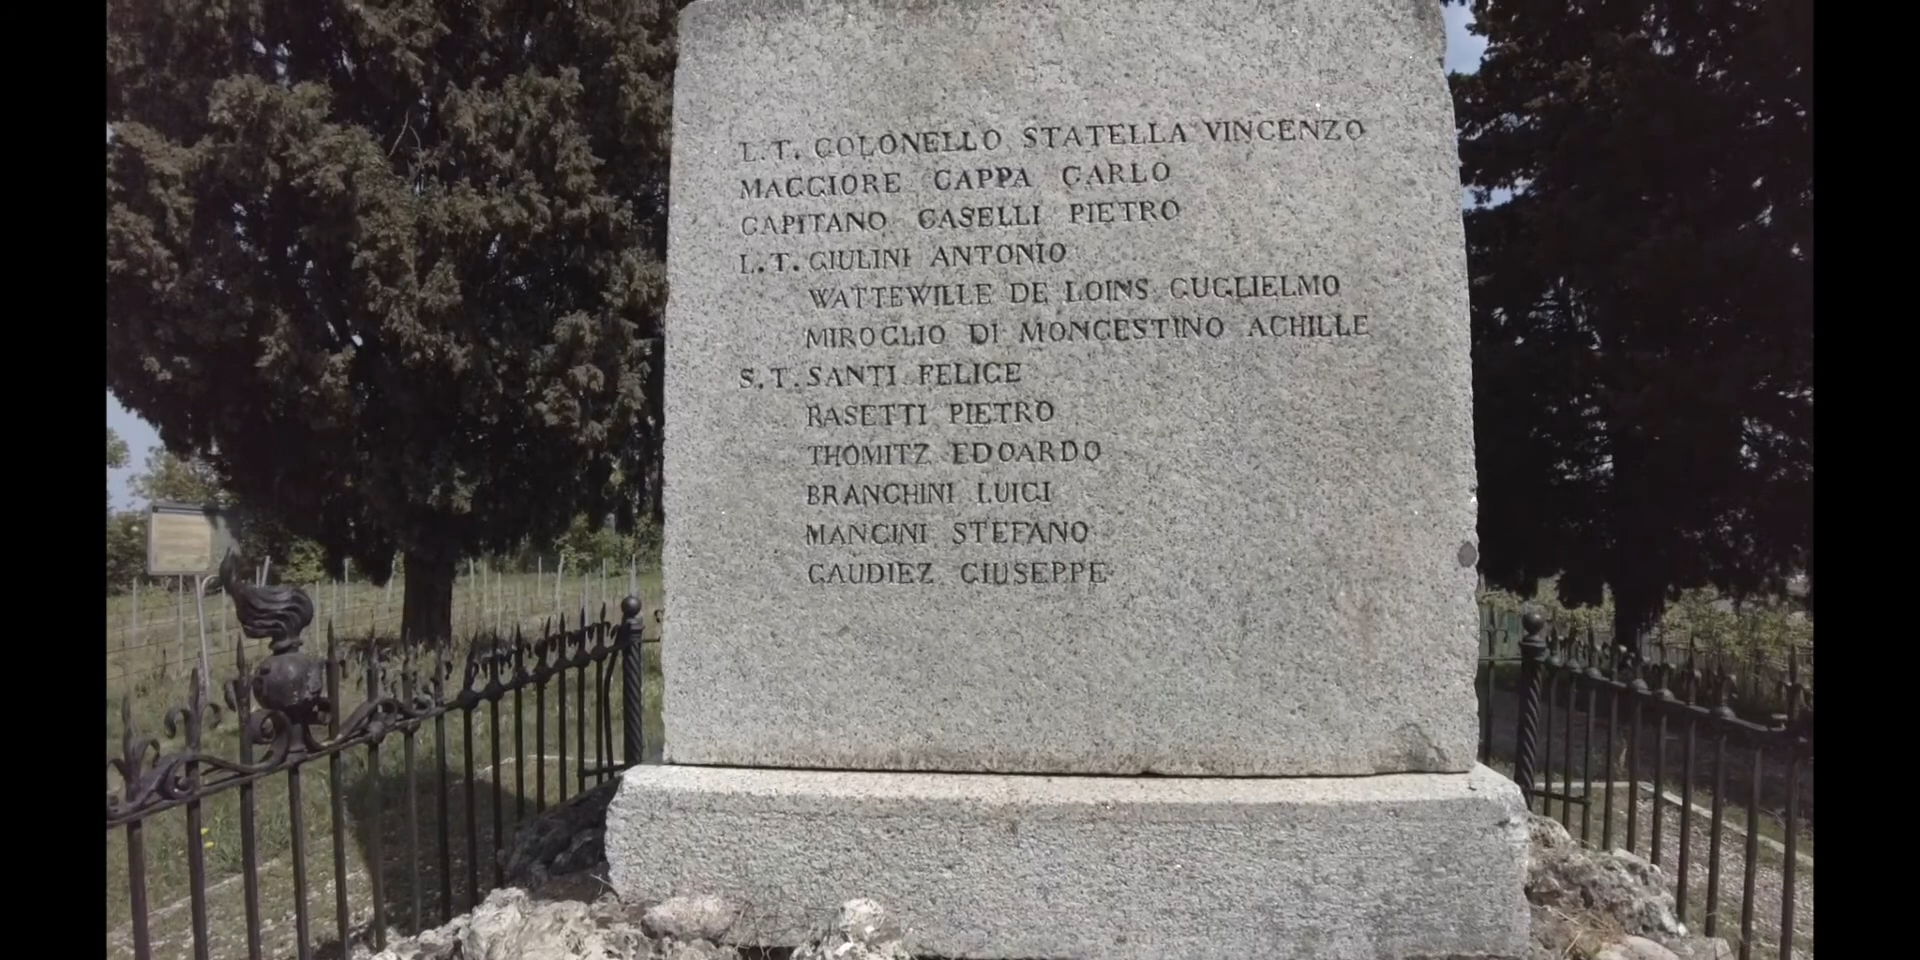 L.T. COLONELLO STATELLA VINCENZO
MAGGIORE CAPPA CARLO
CAPITANO CASELLI PIETRO
L.T. GIULINI ANTONIO
WATTEWILLE DE LOINS GUGLIELMO
MIROGLIO DI MONCESTINO ACHILLE
S.T. SANTI FELICE
RASETTI PIETRO
THOMITZ EDOARDO
BRANCHINI LUIGI
MANCINI STEFANO
GAUDIEZ GIUSEPPE